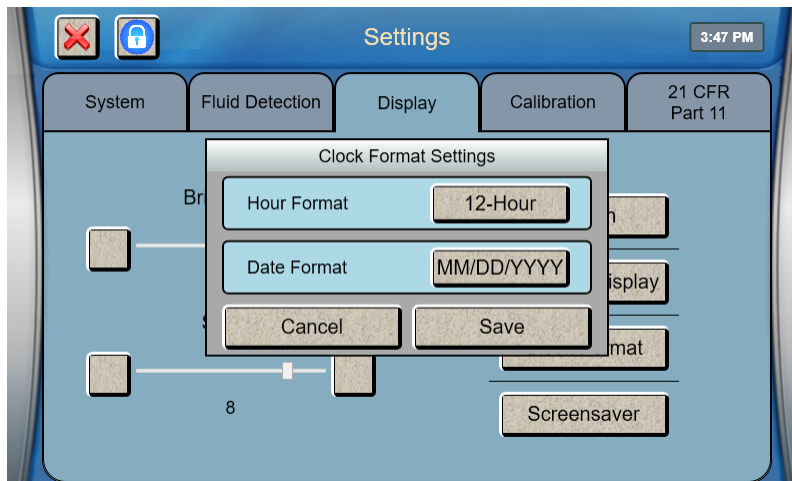 Settings
3:47 PM
System
Fluid Detection
Display
Calibration
21 CFR
Part 11
Clock Format Settings
Hour Format
12-Hour
Date Format
MM/DD/YYYY
Cancel
Save
8
Screensaver